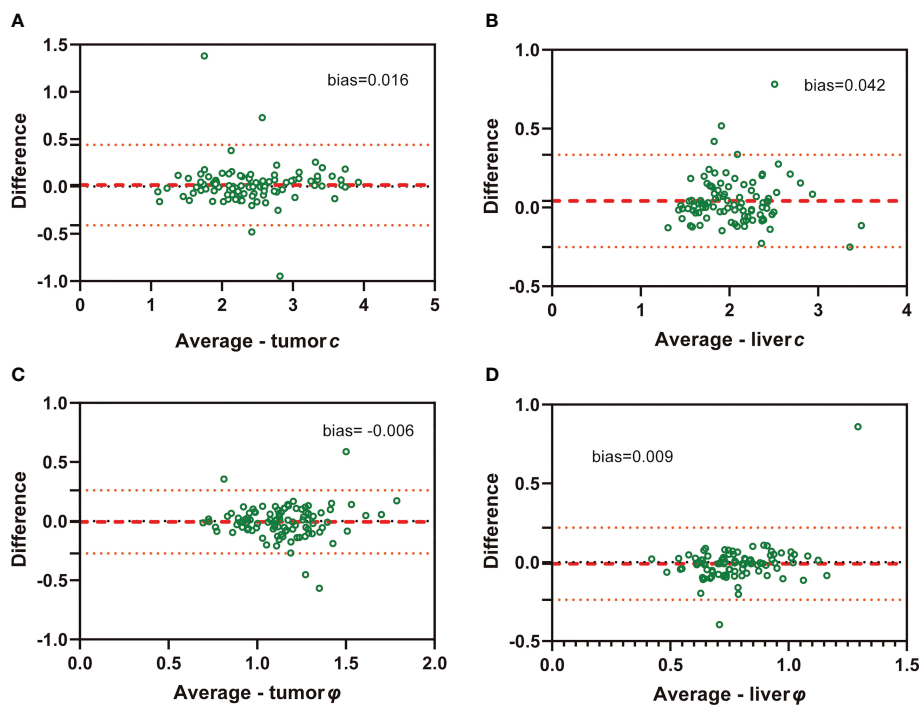 A
1.5
1.0
0.5
0.0
-0.5
-1.0
Difference
bias=0.016
0 1 2 3 4 5
Average - tumor c
B
1.0
0.5
0.0
-0.5
Difference
bias=0.042
0 1 2 3 4
Average - liver c
C
1.0
0.5
0.0
-0.5
-1.0
Difference
bias= -0.006
0.0 0.5 1.0 1.5 2.0
Average - tumor φ
D
1.0
0.5
0.0
-0.5
Difference
bias=0.009
0.0 0.5 1.0 1.5
Average - liver φ